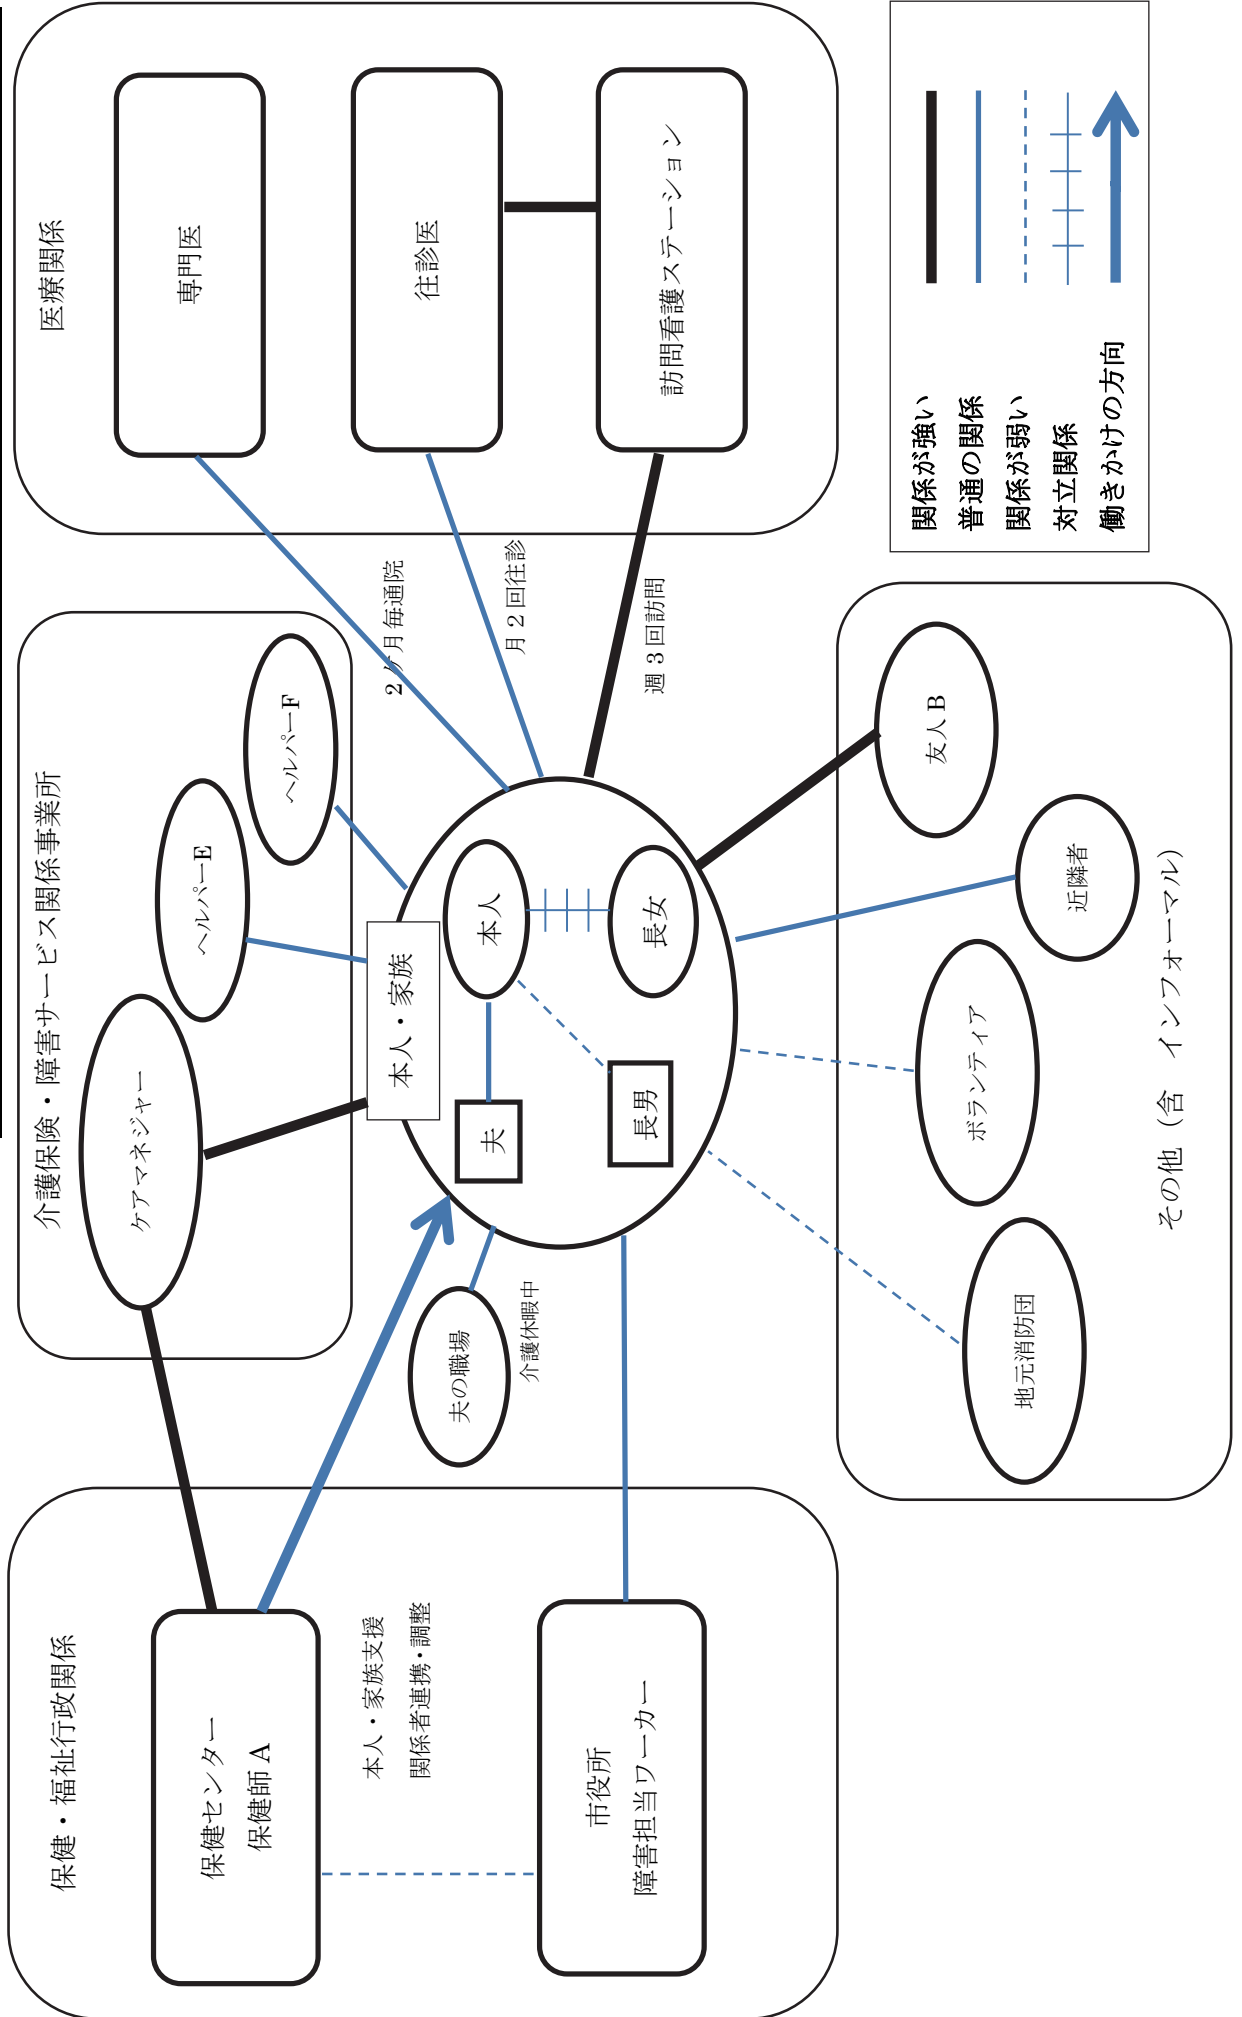 保健・福祉行政関係
保健センター
保健師 A
本人・家族支援
関係者連携・調整
市役所
障害担当ワーカー
介護保険・障害サービス関係事業所
ケアマネジャー
ヘルパーE
ヘルパーF
医療関係
専門医
往診医
訪問看護ステーション
2ヶ月毎通院
月 2 回往診
週 3 回訪問
本人・家族
本人
夫
長男
長女
夫の職場
介護休暇中
友人 B
近隣者
ボランティア
地元消防団
その他（含 インフォーマル）
関係が強い
普通の関係
関係が弱い
対立関係
働きかけの方向